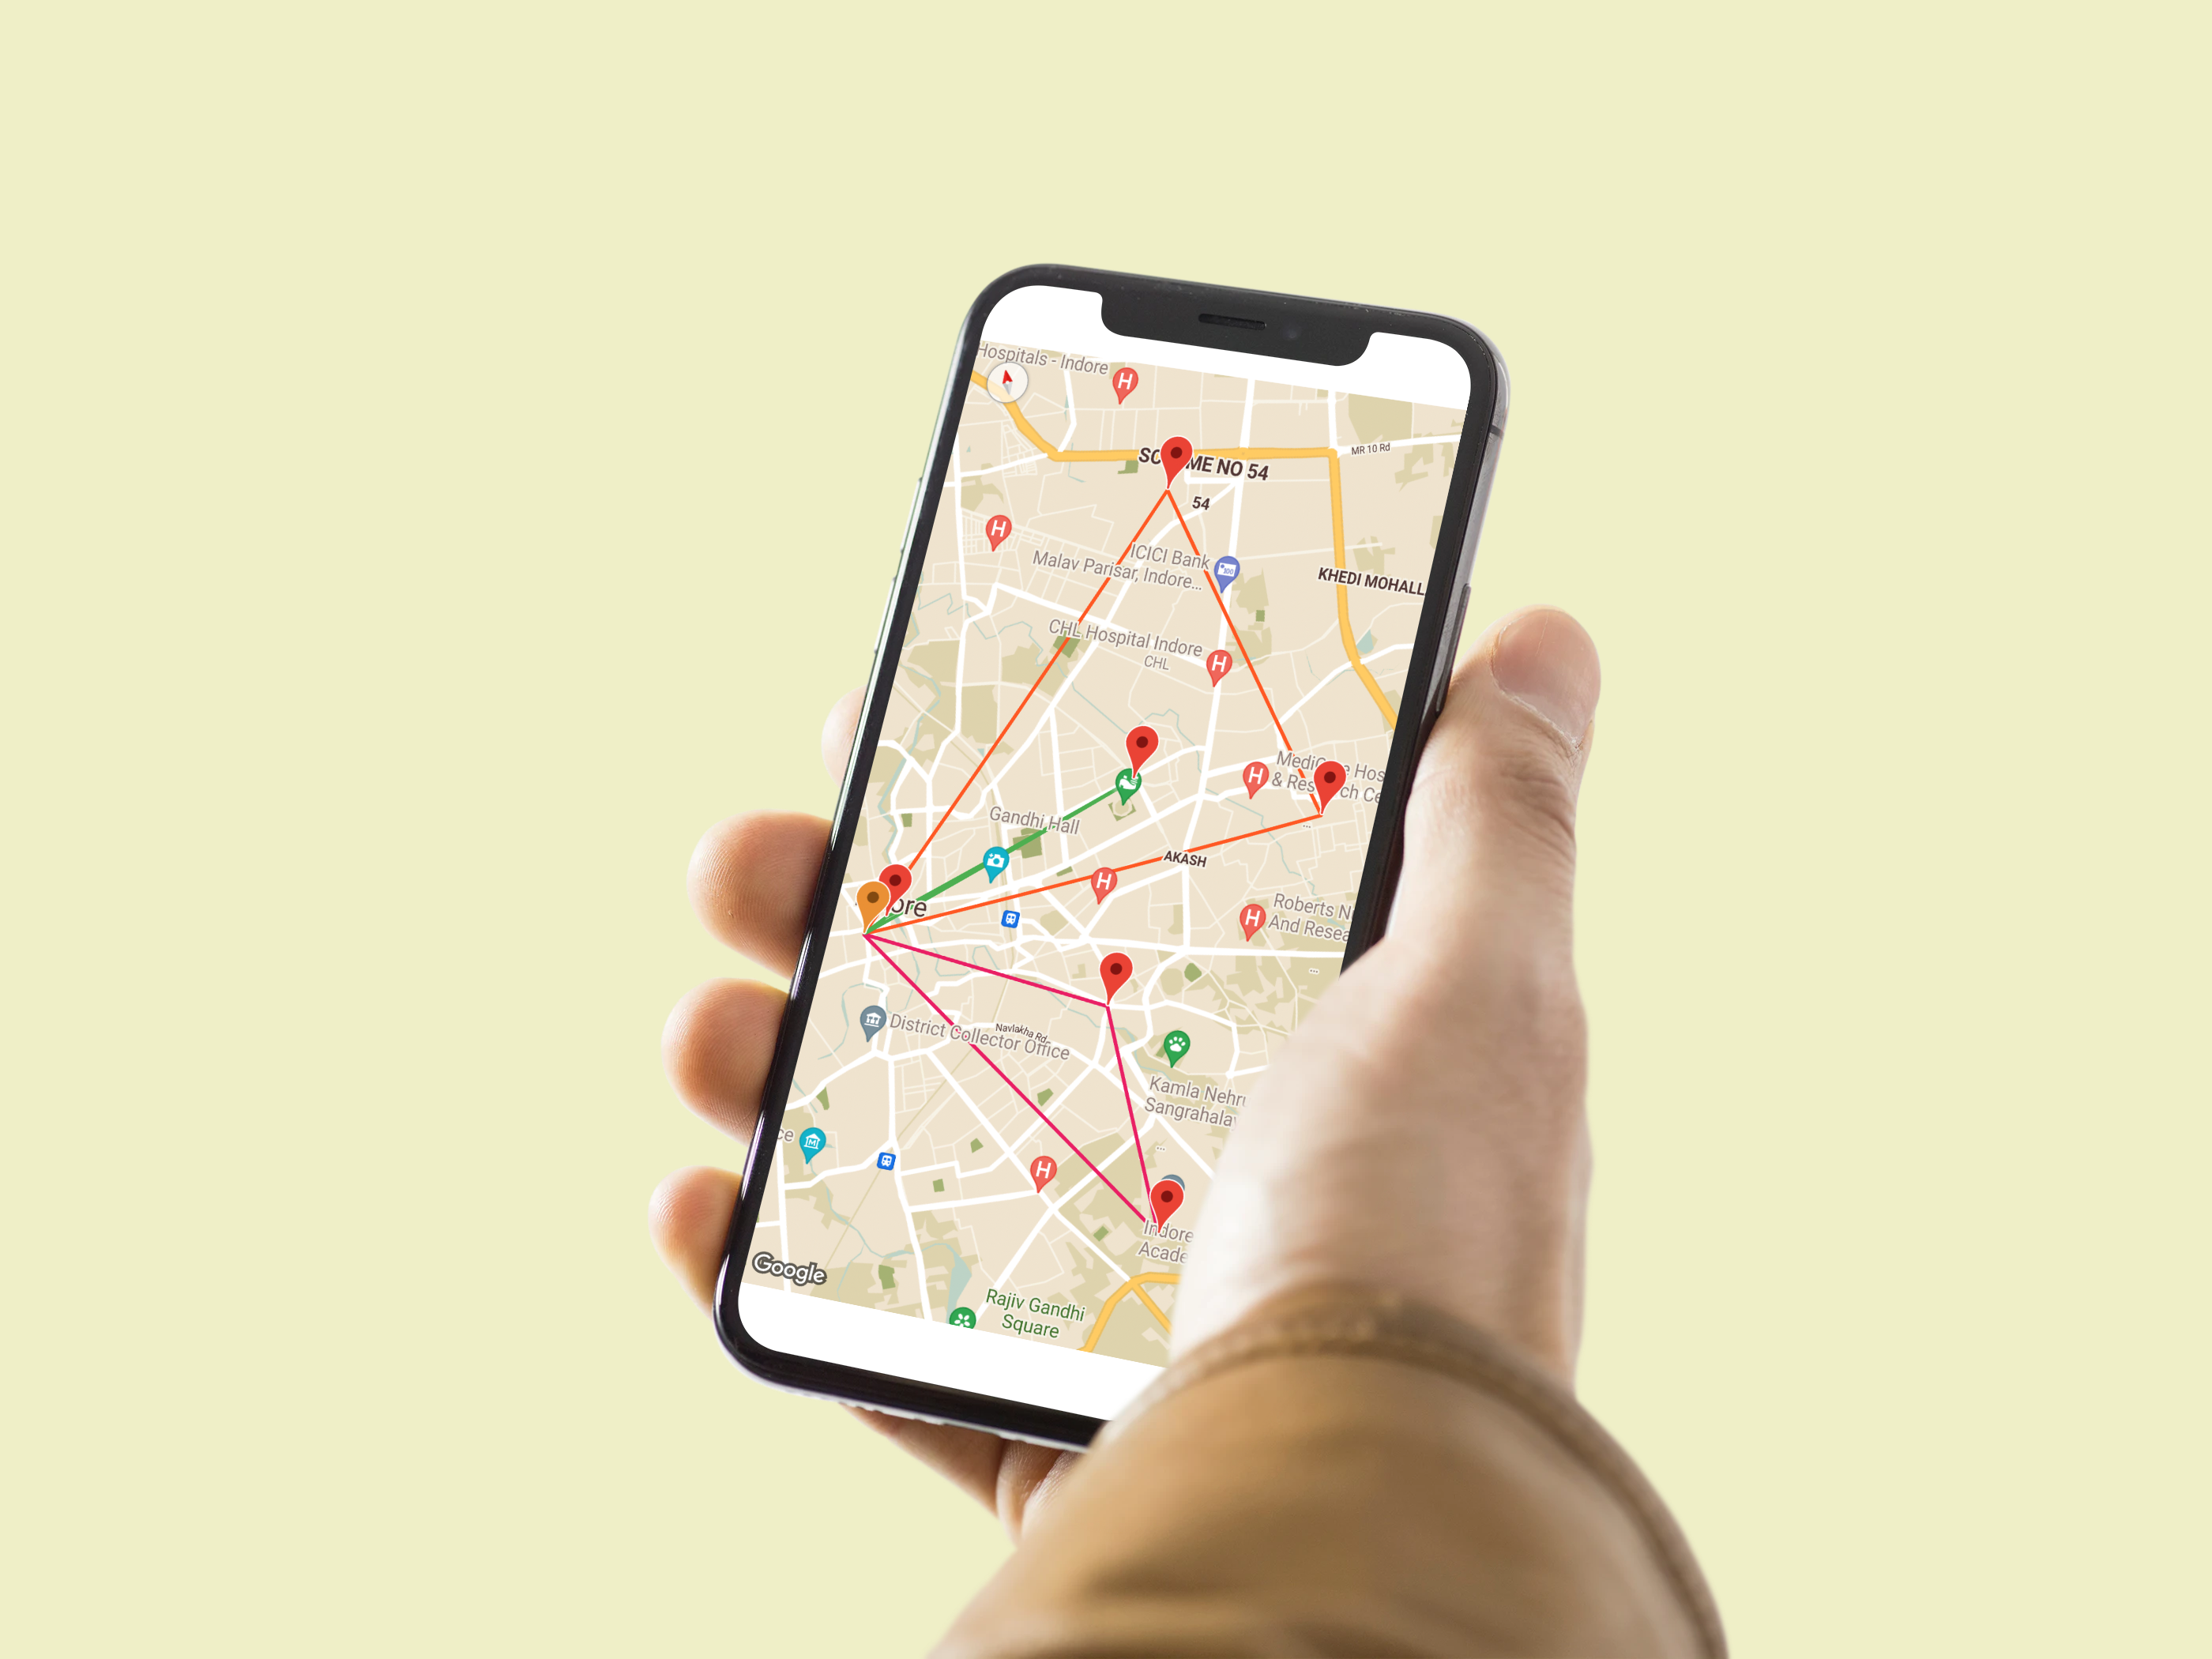 Hospitals - Indore
H
MR 10 Rd
SC ME NO 54
54
H
ICICI Bank
Malav Parisar, Indore...
KHEDI MOHALL
CHL Hospital Indore
CHL
H
MediC e Hos
H & Res ch Ce
Gandhi Hall
AKASH
H
ore
Roberts N
H And Resea
District Collector Office
Navlakha Rd
Kamla Nehr
Sangrahala
ce
H
Indore
Acade
Google
Rajiv Gandhi
Square